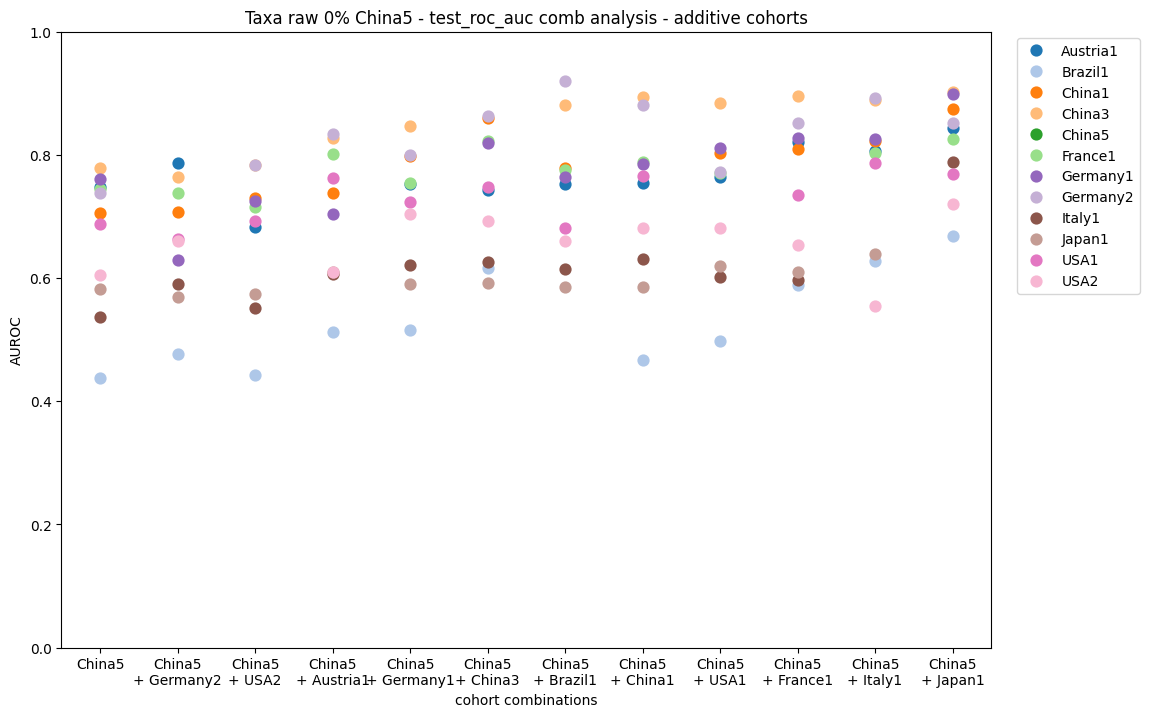 Taxa raw 0% China5 - test_roc_auc comb analysis - additive cohorts
AUROC
1.0
0.8
0.6
0.4
0.2
0.0
China5
China5
+ Germany2
China5
+ USA2
China5
+ Austria1
China5
+ Germany1
China5
+ China3
China5
+ Brazil1
China5
+ China1
China5
+ USA1
China5
+ France1
China5
+ Italy1
China5
+ Japan1
cohort combinations
Austria1
Brazil1
China1
China3
China5
France1
Germany1
Germany2
Italy1
Japan1
USA1
USA2